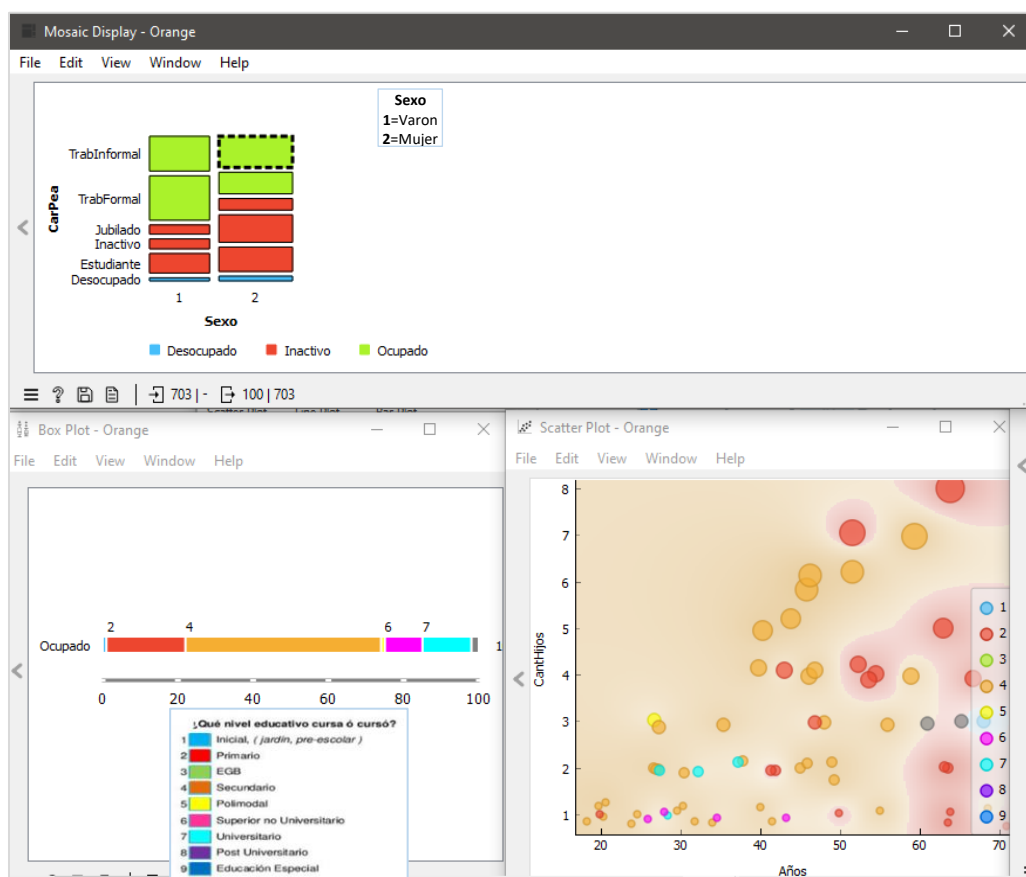 Mosaic Display - Orange
File Edit View Window Help
Sexo
1=Varon
2=Mujer
CarPea
TrabInformal
TrabFormal
Jubilado
Inactivo
Estudiante
Desocupado
1 2
Sexo
Desocupado Inactivo Ocupado
703 | - 100 | 703
Box Plot - Orange
File Edit View Window Help
2 4 6 7
Ocupado 1
0 20 40 60 80 100
¿Qué nivel educativo cursa ó cursó?
1 Inicial, ( jardín, pre-escolar )
2 Primario
3 EGB
4 Secundario
5 Polimodal
6 Superior no Universitario
7 Universitario
8 Post Universitario
9 Educación Especial
Scatter Plot - Orange
File Edit View Window Help
CantHijos
8
7
6
5
4
3
2
1
20 30 40 50 60 70
Años
1
2
3
4
5
6
7
8
9